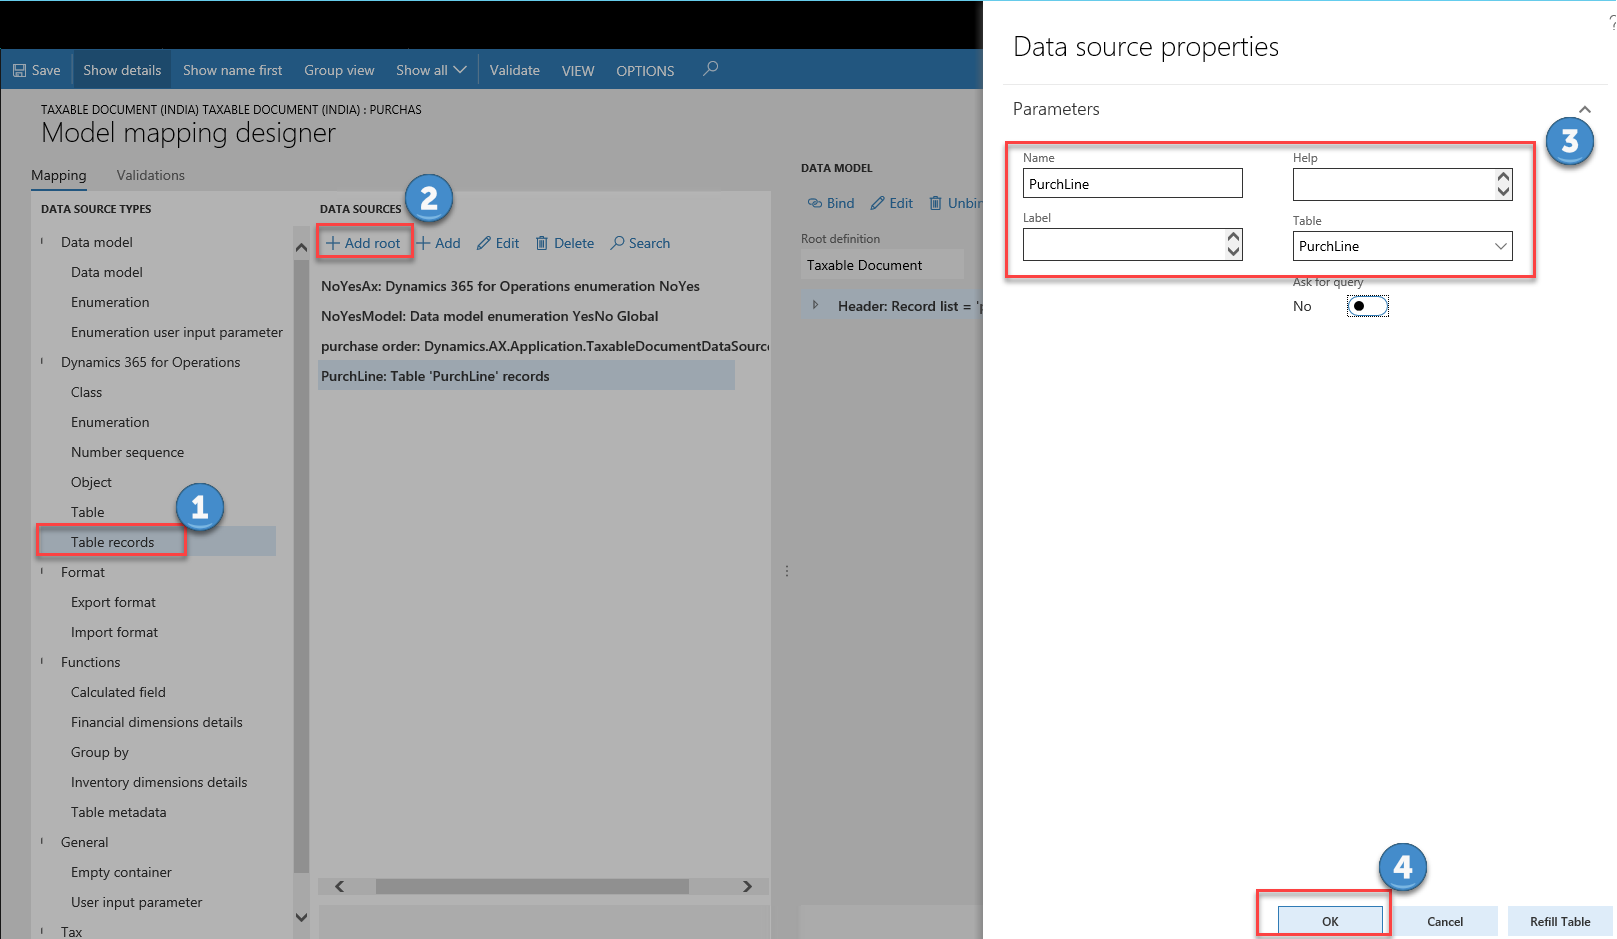 Save
Show details
Show name first
Group view
Show all
Validate
VIEW
OPTIONS
TAXABLE DOCUMENT (INDIA) TAXABLE DOCUMENT (INDIA) : PURCHAS
Model mapping designer
Mapping
Validations
DATA SOURCE TYPES
Data model
Data model
Enumeration
Enumeration user input parameter
Dynamics 365 for Operations
Class
Enumeration
Number sequence
Object
Table
1
Table records
Format
Export format
Import format
Functions
Calculated field
Financial dimensions details
Group by
Inventory dimensions details
Table metadata
General
Empty container
User input parameter
Tax
DATA SOURCES
2
Add root
Add
Edit
Delete
Search
NoYesAx: Dynamics 365 for Operations enumeration NoYes
NoYesModel: Data model enumeration YesNo Global
purchase order: Dynamics.AX.Application.TaxableDocumentDataSourc
PurchLine: Table 'PurchLine' records
DATA MODEL
Bind
Edit
Unbin
Root definition
Taxable Document
Header: Record list = 'p
?
Data source properties
Parameters
3
Name
PurchLine
Help
Label
Table
PurchLine
Ask for query
No
4
OK
Cancel
Refill Table